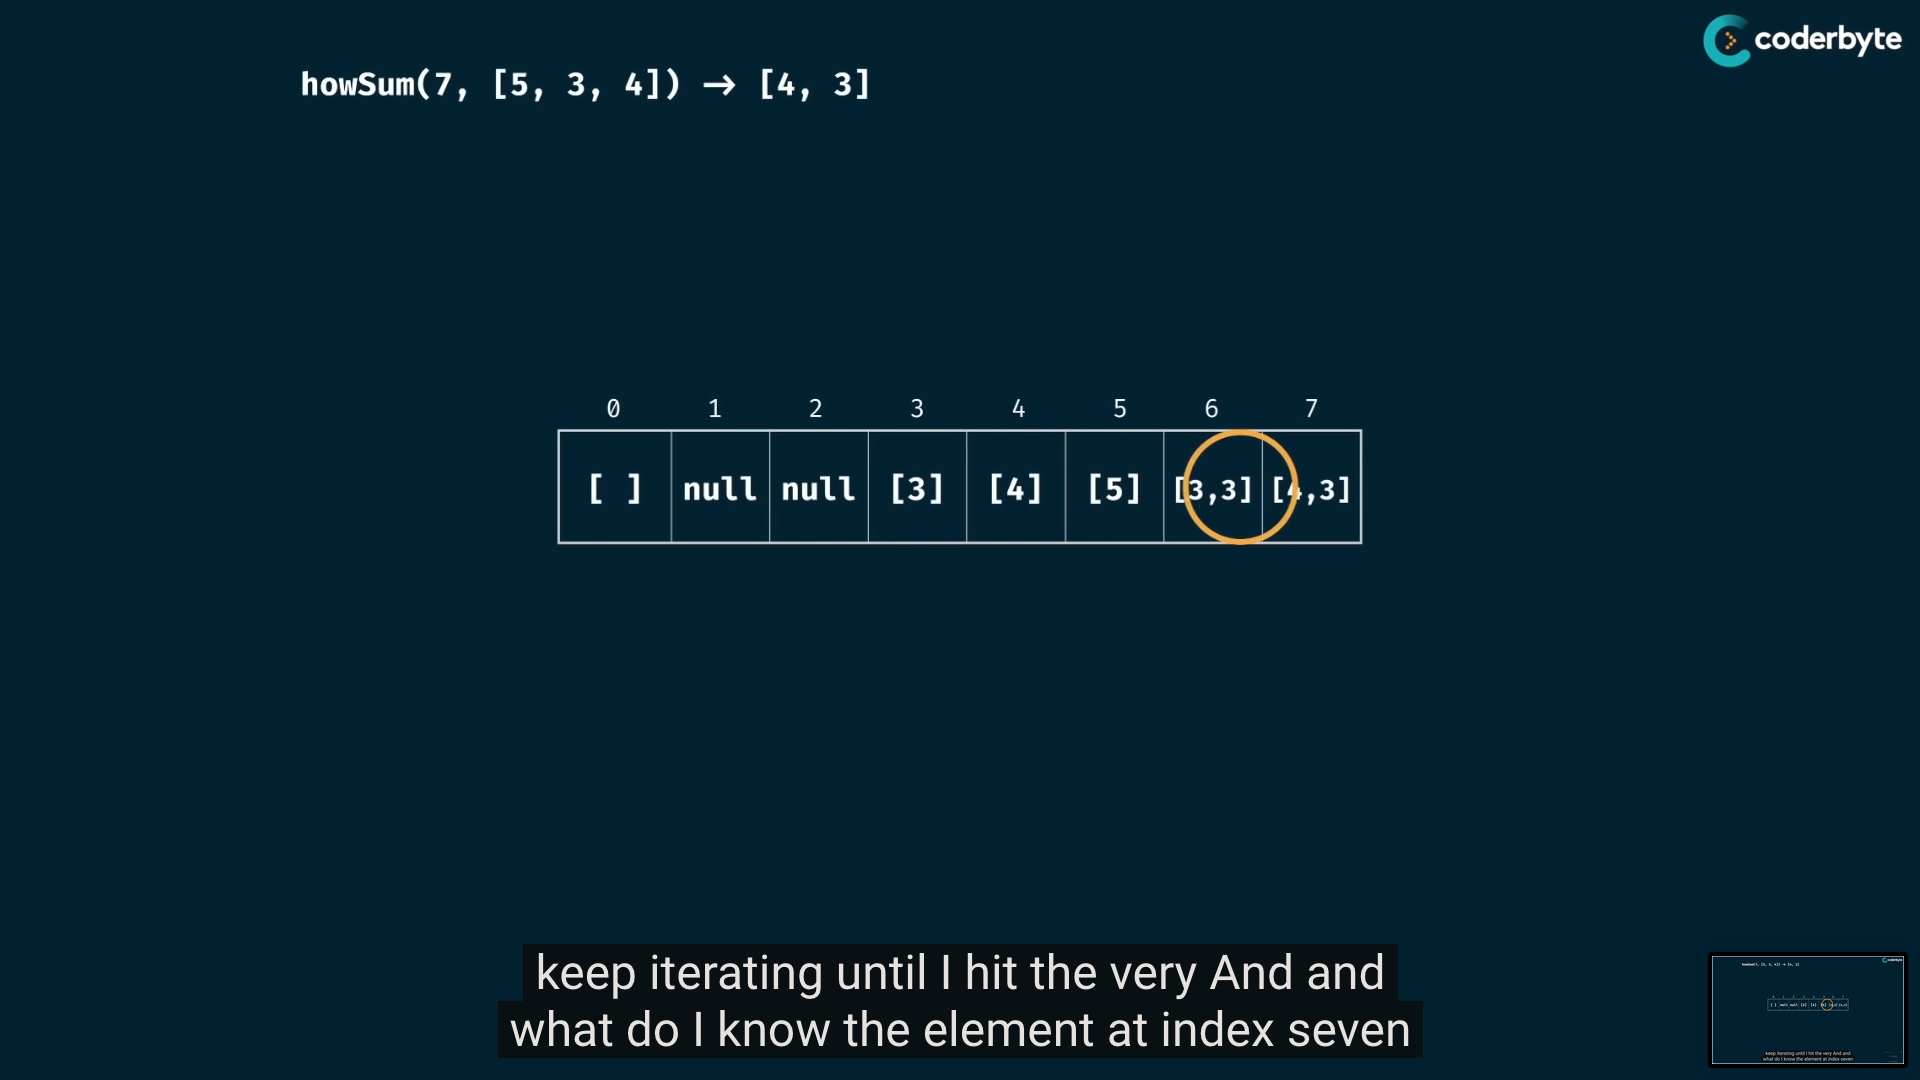 coderbyte
howSum(7, [5, 3, 4]) → [4, 3]
0 1 2 3 4 5 6 7
[ ] null null [3] [4] [5] [3,3] [4,3]
keep iterating until I hit the very And and
what do I know the element at index seven